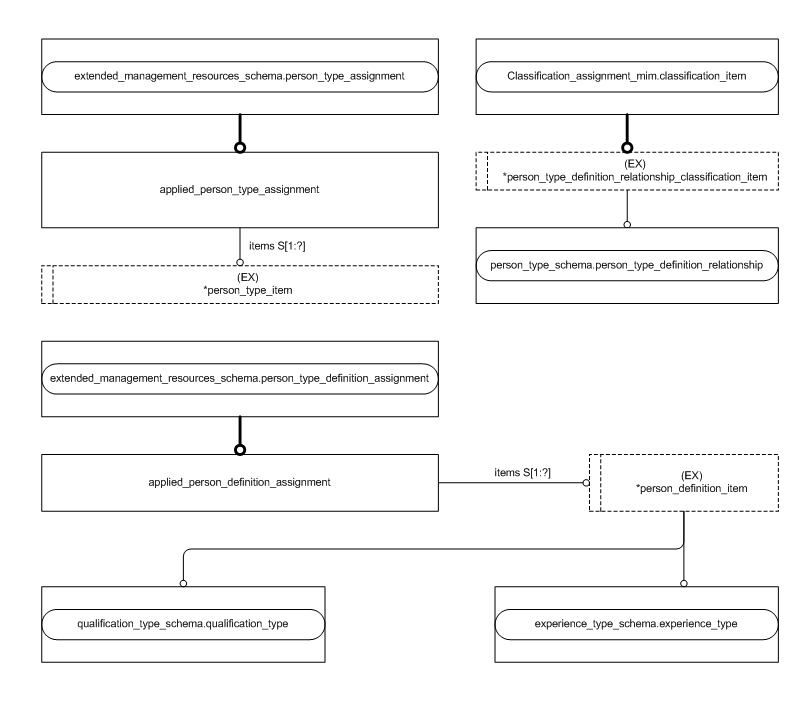 extended_management_resources_schema.person_type_assignment
Classification_assignment_mim.classification_item
applied_person_type_assignment
(EX)
*person_type_definition_relationship_classification_item
items S[1:?]
(EX)
*person_type_item
person_type_schema.person_type_definition_relationship
extended_management_resources_schema.person_type_definition_assignment
applied_person_definition_assignment
items S[1:?]
(EX)
*person_definition_item
qualification_type_schema.qualification_type
experience_type_schema.experience_type